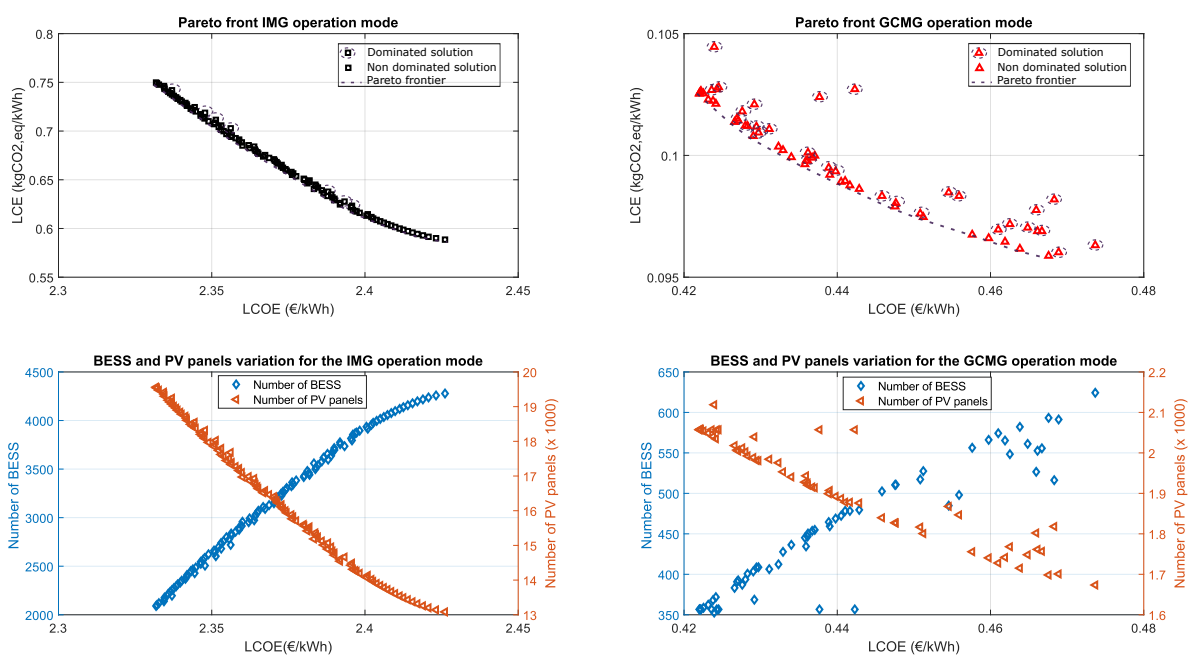 Pareto front IMG operation mode
0.8
0.75
0.7
0.65
0.6
0.55
LCE (kgCO2,eq/kWh)
Dominated solution
Non dominated solution
Pareto frontier
2.3
2.35
2.4
2.45
LCOE (€/kWh)
Pareto front GCMG operation mode
0.105
0.1
0.095
LCE (kgCO2,eq/kWh)
Dominated solution
Non dominated solution
Pareto frontier
0.42
0.44
0.46
0.48
LCOE (€/kWh)
BESS and PV panels variation for the IMG operation mode
4500
4000
3500
3000
2500
2000
Number of BESS
Number of BESS
Number of PV panels
20
19
18
17
16
15
14
13
Number of PV panels (x 1000)
2.3
2.35
2.4
2.45
LCOE(€/kWh)
BESS and PV panels variation for the GCMG operation mode
650
600
550
500
450
400
350
Number of BESS
Number of BESS
Number of PV panels
2.2
2.1
2
1.9
1.8
1.7
1.6
Number of PV panels (x 1000)
0.42
0.44
0.46
0.48
LCOE (€/kWh)